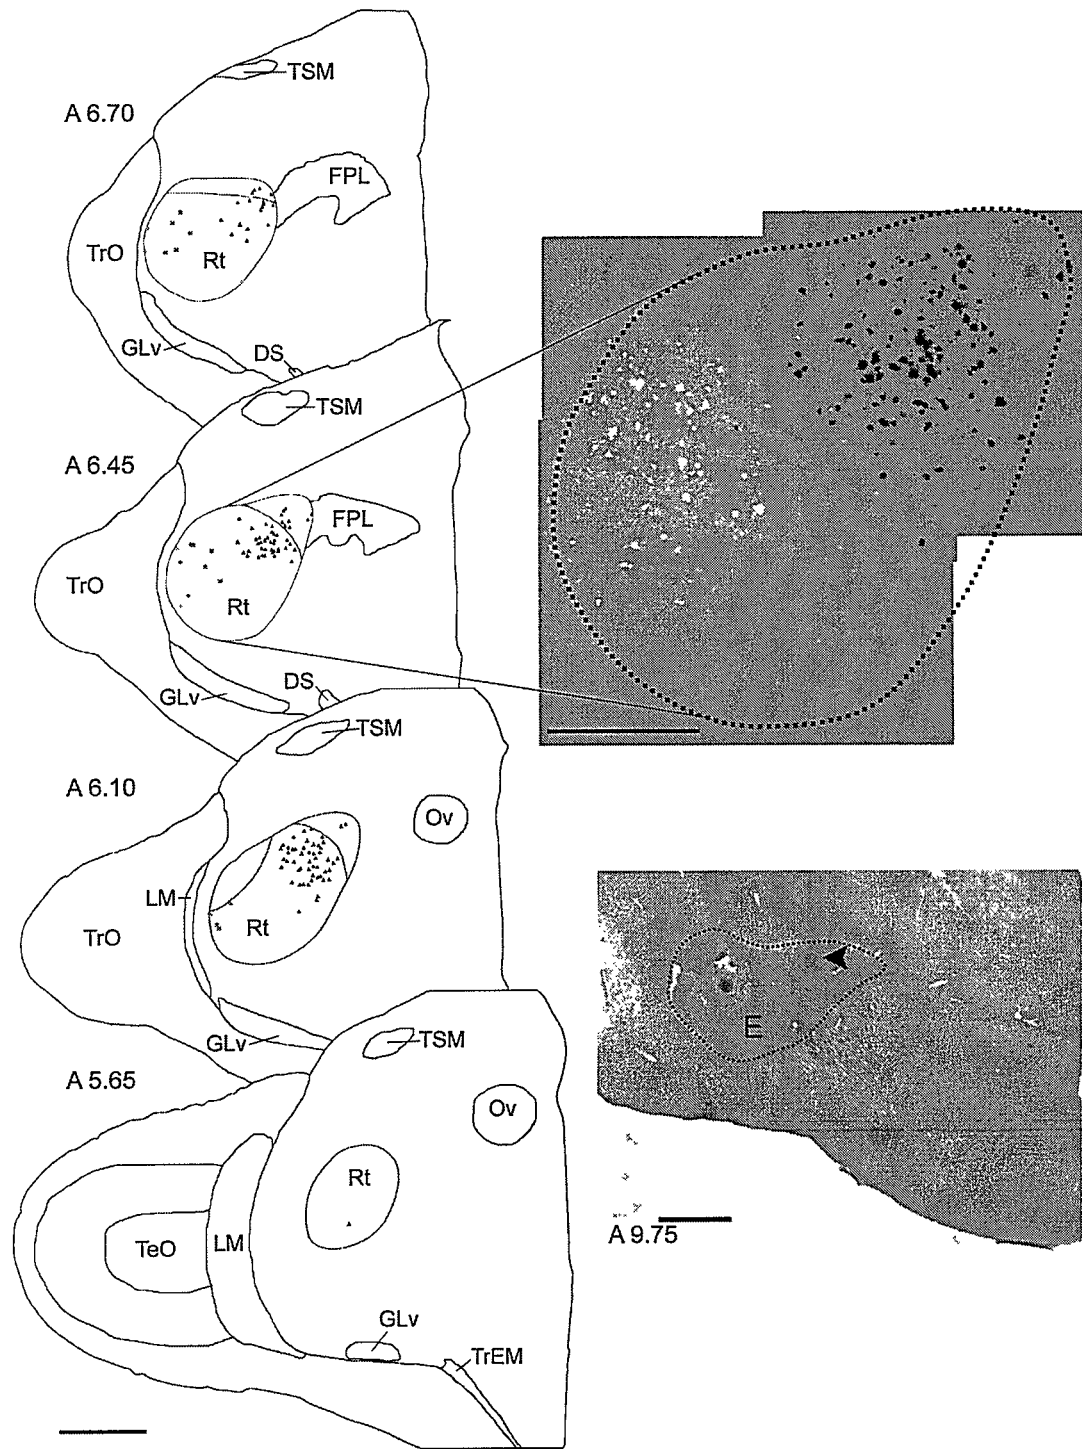 TSM
A 6.70
FPL
TrO
Rt
GLv
DS
TSM
A 6.45
FPL
TrO
Rt
GLv
DS
TSM
A 6.10
Ov
LM
TrO
Rt
GLv
TSM
A 5.65
Ov
Rt
TeO
LM
GLv
TrEM
E
A 9.75